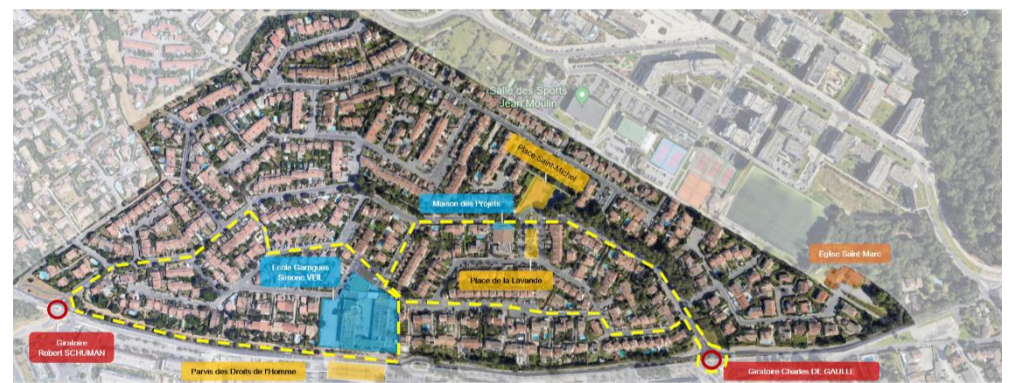 Salle des Sports
Jean Moulin
Place Saint-Michel
Maison des Projets
Eglise Saint-Marc
Ecole Garrigues
Simone VEIL
Place de la Lavande
Giratoire
Robert SCHUMAN
Parvis des Droits de l'Homme
Giratoire Charles DE GAULLE